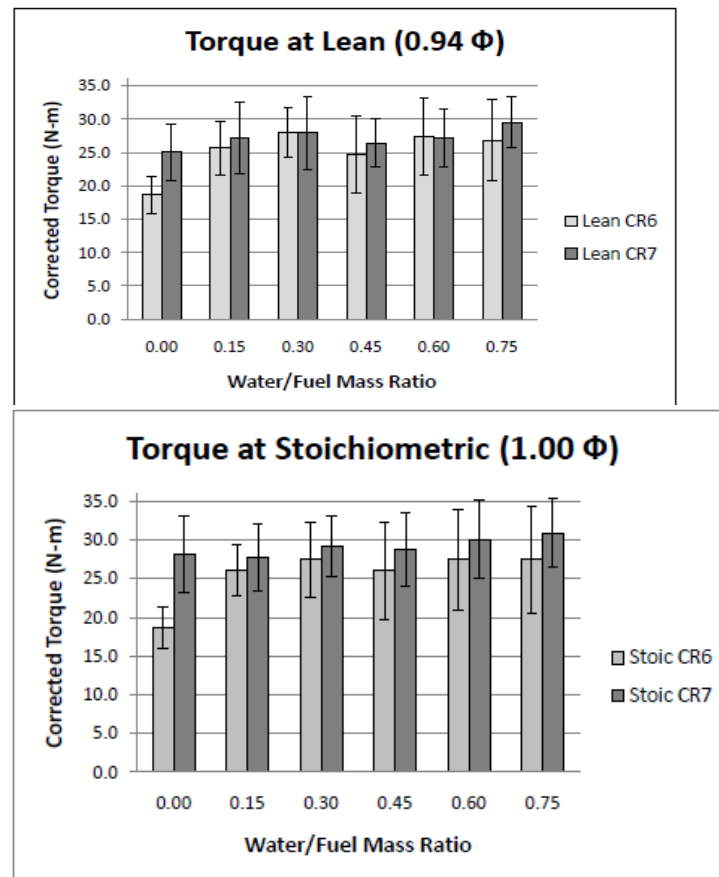 Torque at Lean (0.94 Φ)
35.0
30.0
25.0
20.0
15.0
10.0
5.0
0.0
Corrected Torque (N-m)
0.00 0.15 0.30 0.45 0.60 0.75
Water/Fuel Mass Ratio
Lean CR6
Lean CR7
Torque at Stoichiometric (1.00 Φ)
35.0
30.0
25.0
20.0
15.0
10.0
5.0
0.0
Corrected Torque (N-m)
0.00 0.15 0.30 0.45 0.60 0.75
Water/Fuel Mass Ratio
Stoic CR6
Stoic CR7